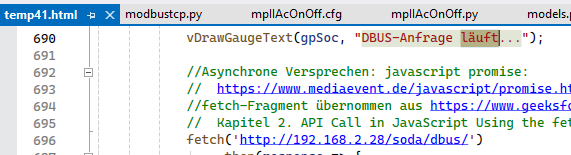 temp41.html modbustcp.py mpllAcOnOff.cfg mpllAcOnOff.py models.p
690 vDrawGaugeText(gpSoc, "DBUS-Anfrage läuft...");
691
692 //Asynchrone Versprechen: javascript promise:
693 // https://www.mediaevent.de/javascript/promise.ht
694 //fetch-Fragment übernommen aus https://www.geeksfo
695 // Kapitel 2. API Call in JavaScript Using the fet
696 fetch('http://192.168.2.28/soda/dbus/')
then(response => {